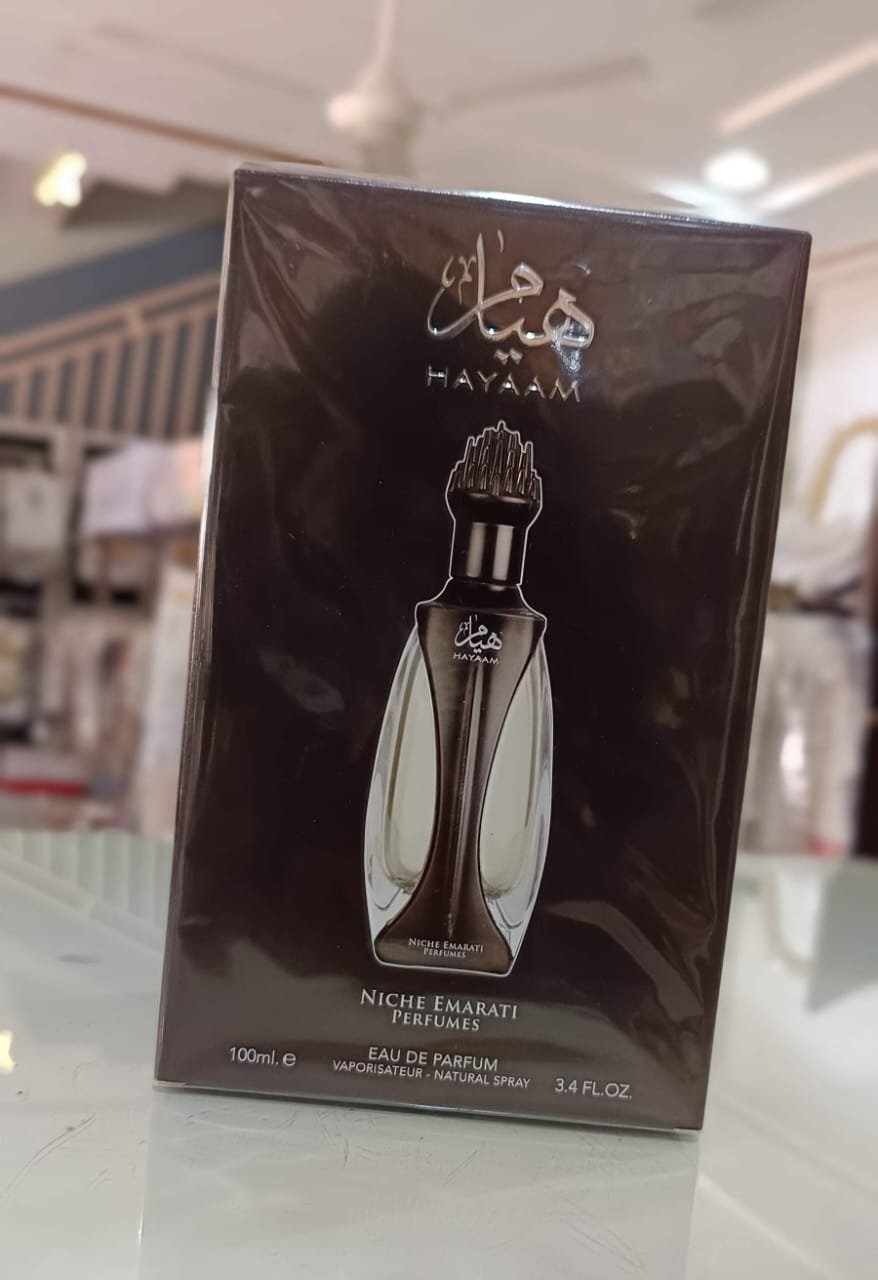 هيام
HAYAAM
هيام
HAYAAM
NICHE EMARATI
PERFUMES
NICHE EMARATI
PERFUMES
100ml. e
EAU DE PARFUM
VAPORISATEUR - NATURAL SPRAY
3.4 FL.OZ.